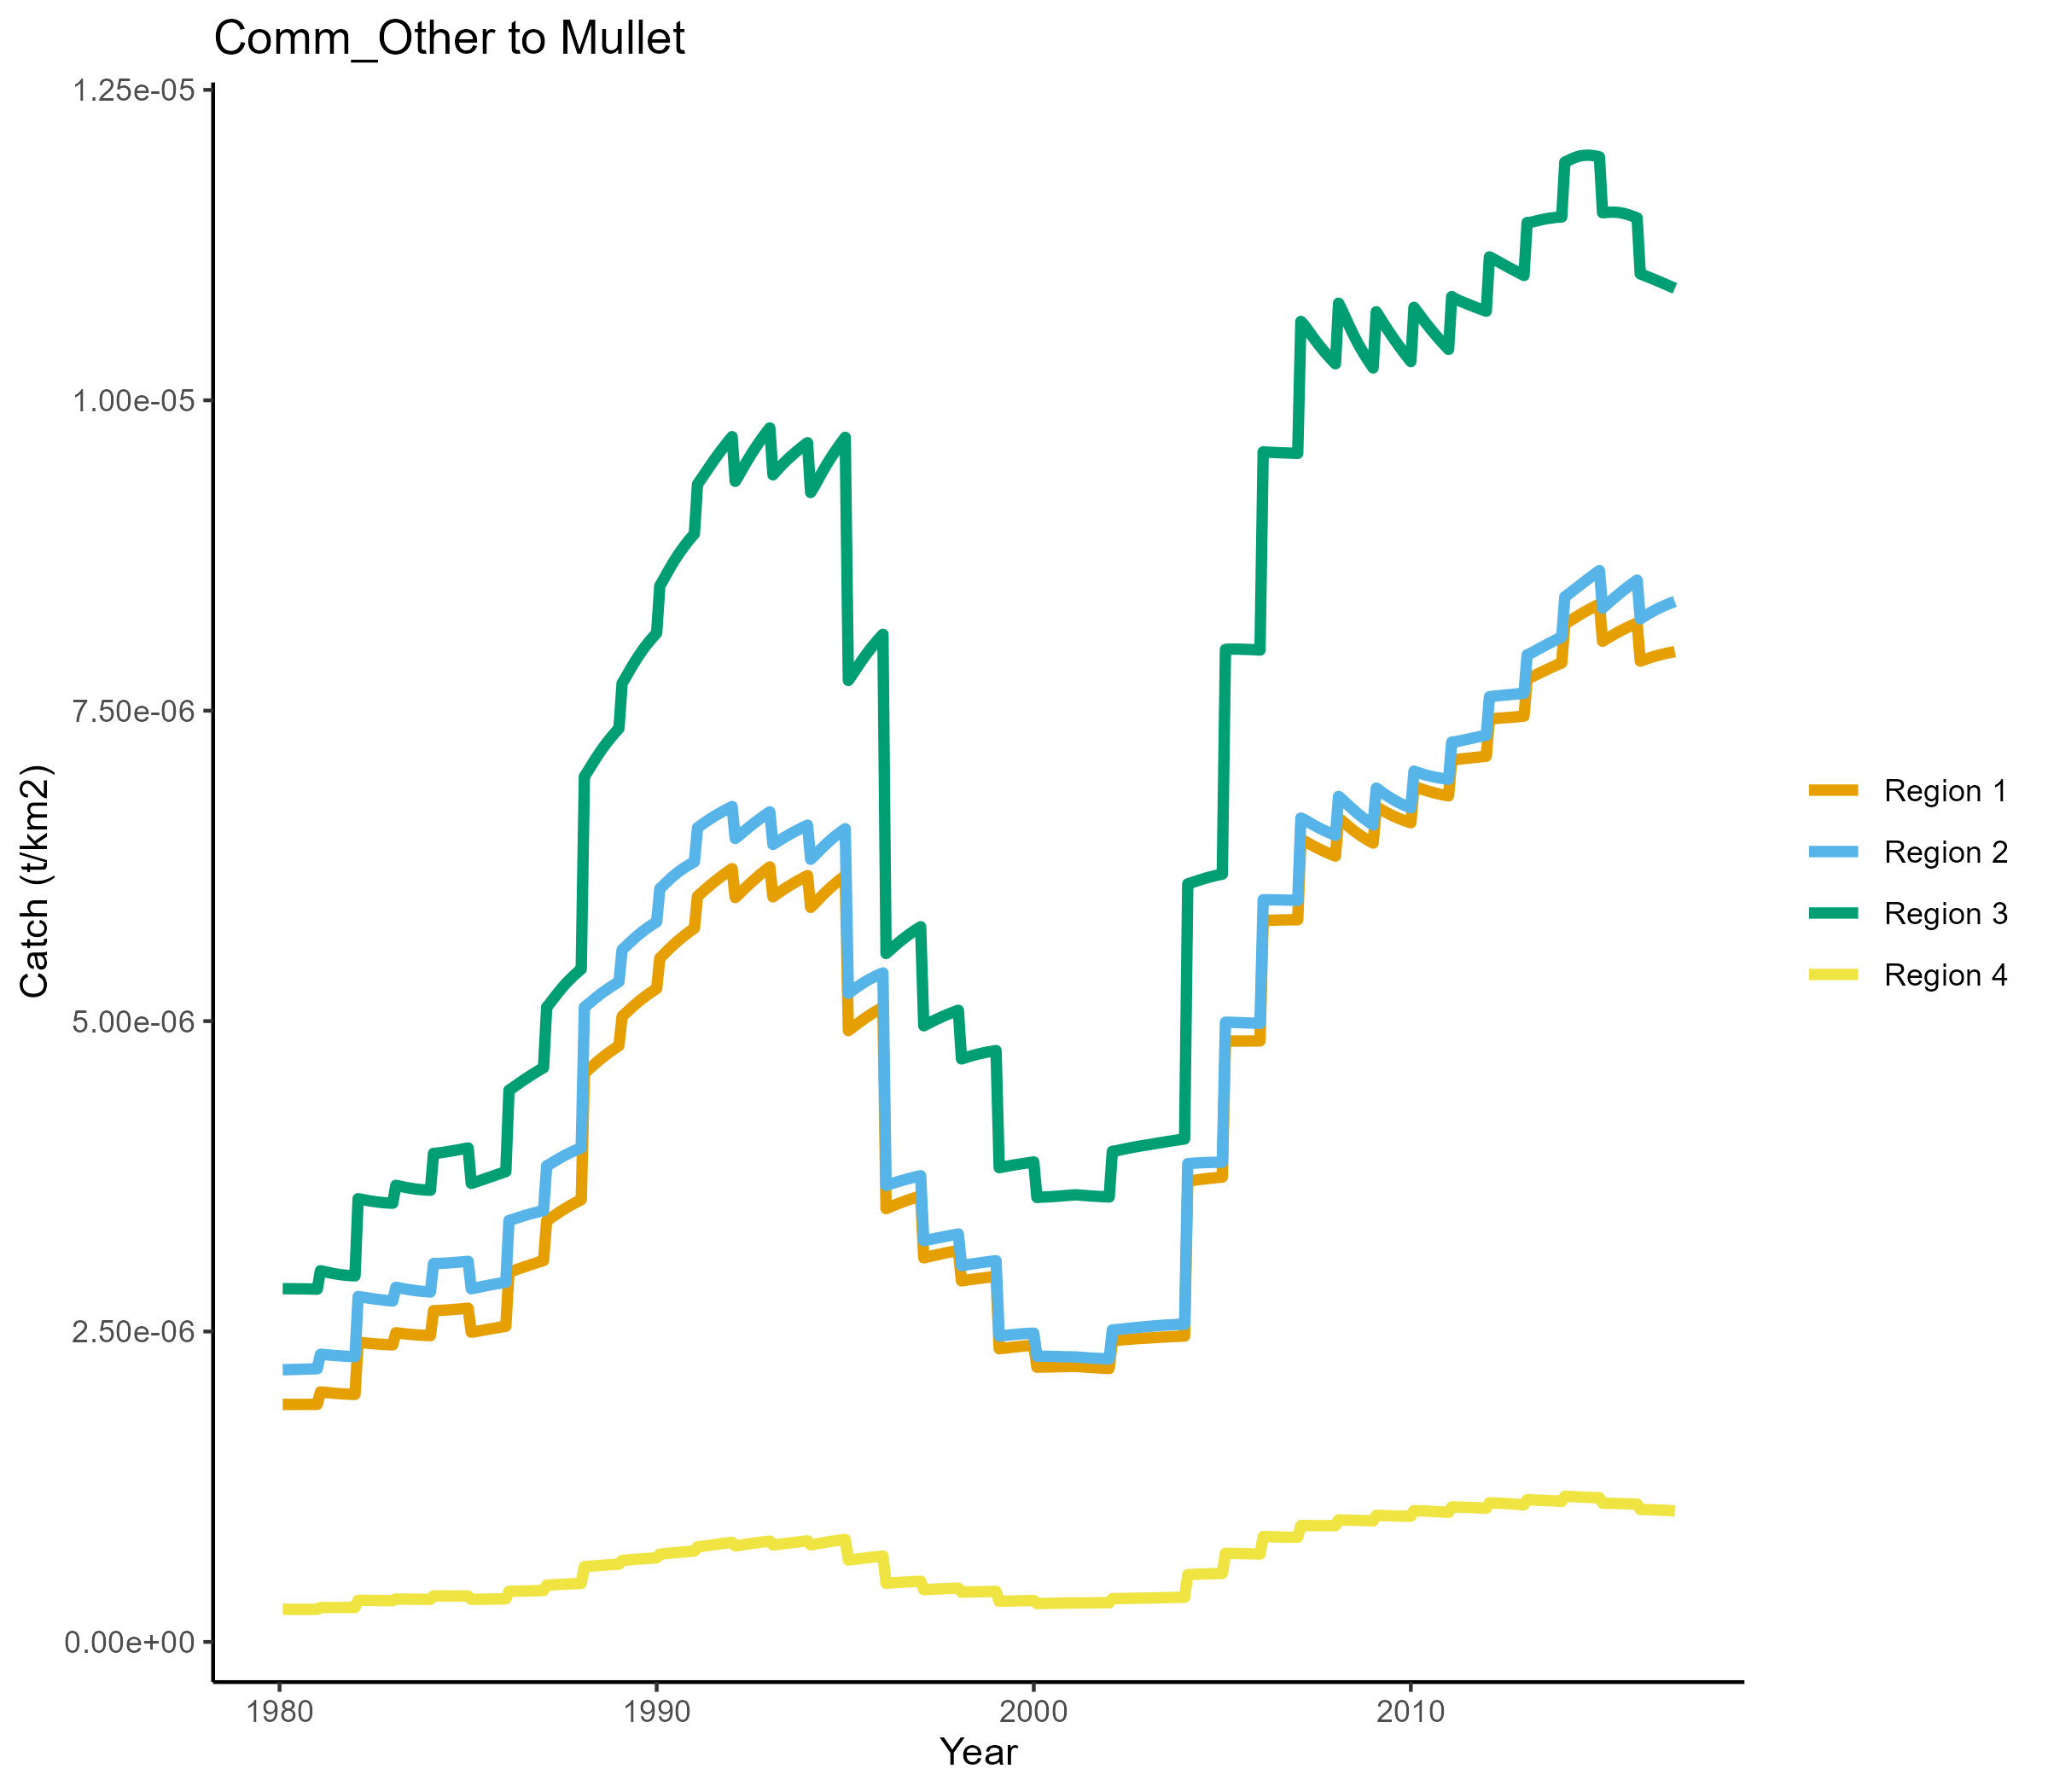 Comm_Other to Mullet
1.25e-05
1.00e-05
7.50e-06
5.00e-06
2.50e-06
0.00e+00
Catch (t/km2)
1980
1990
2000
2010
Year
Region 1
Region 2
Region 3
Region 4